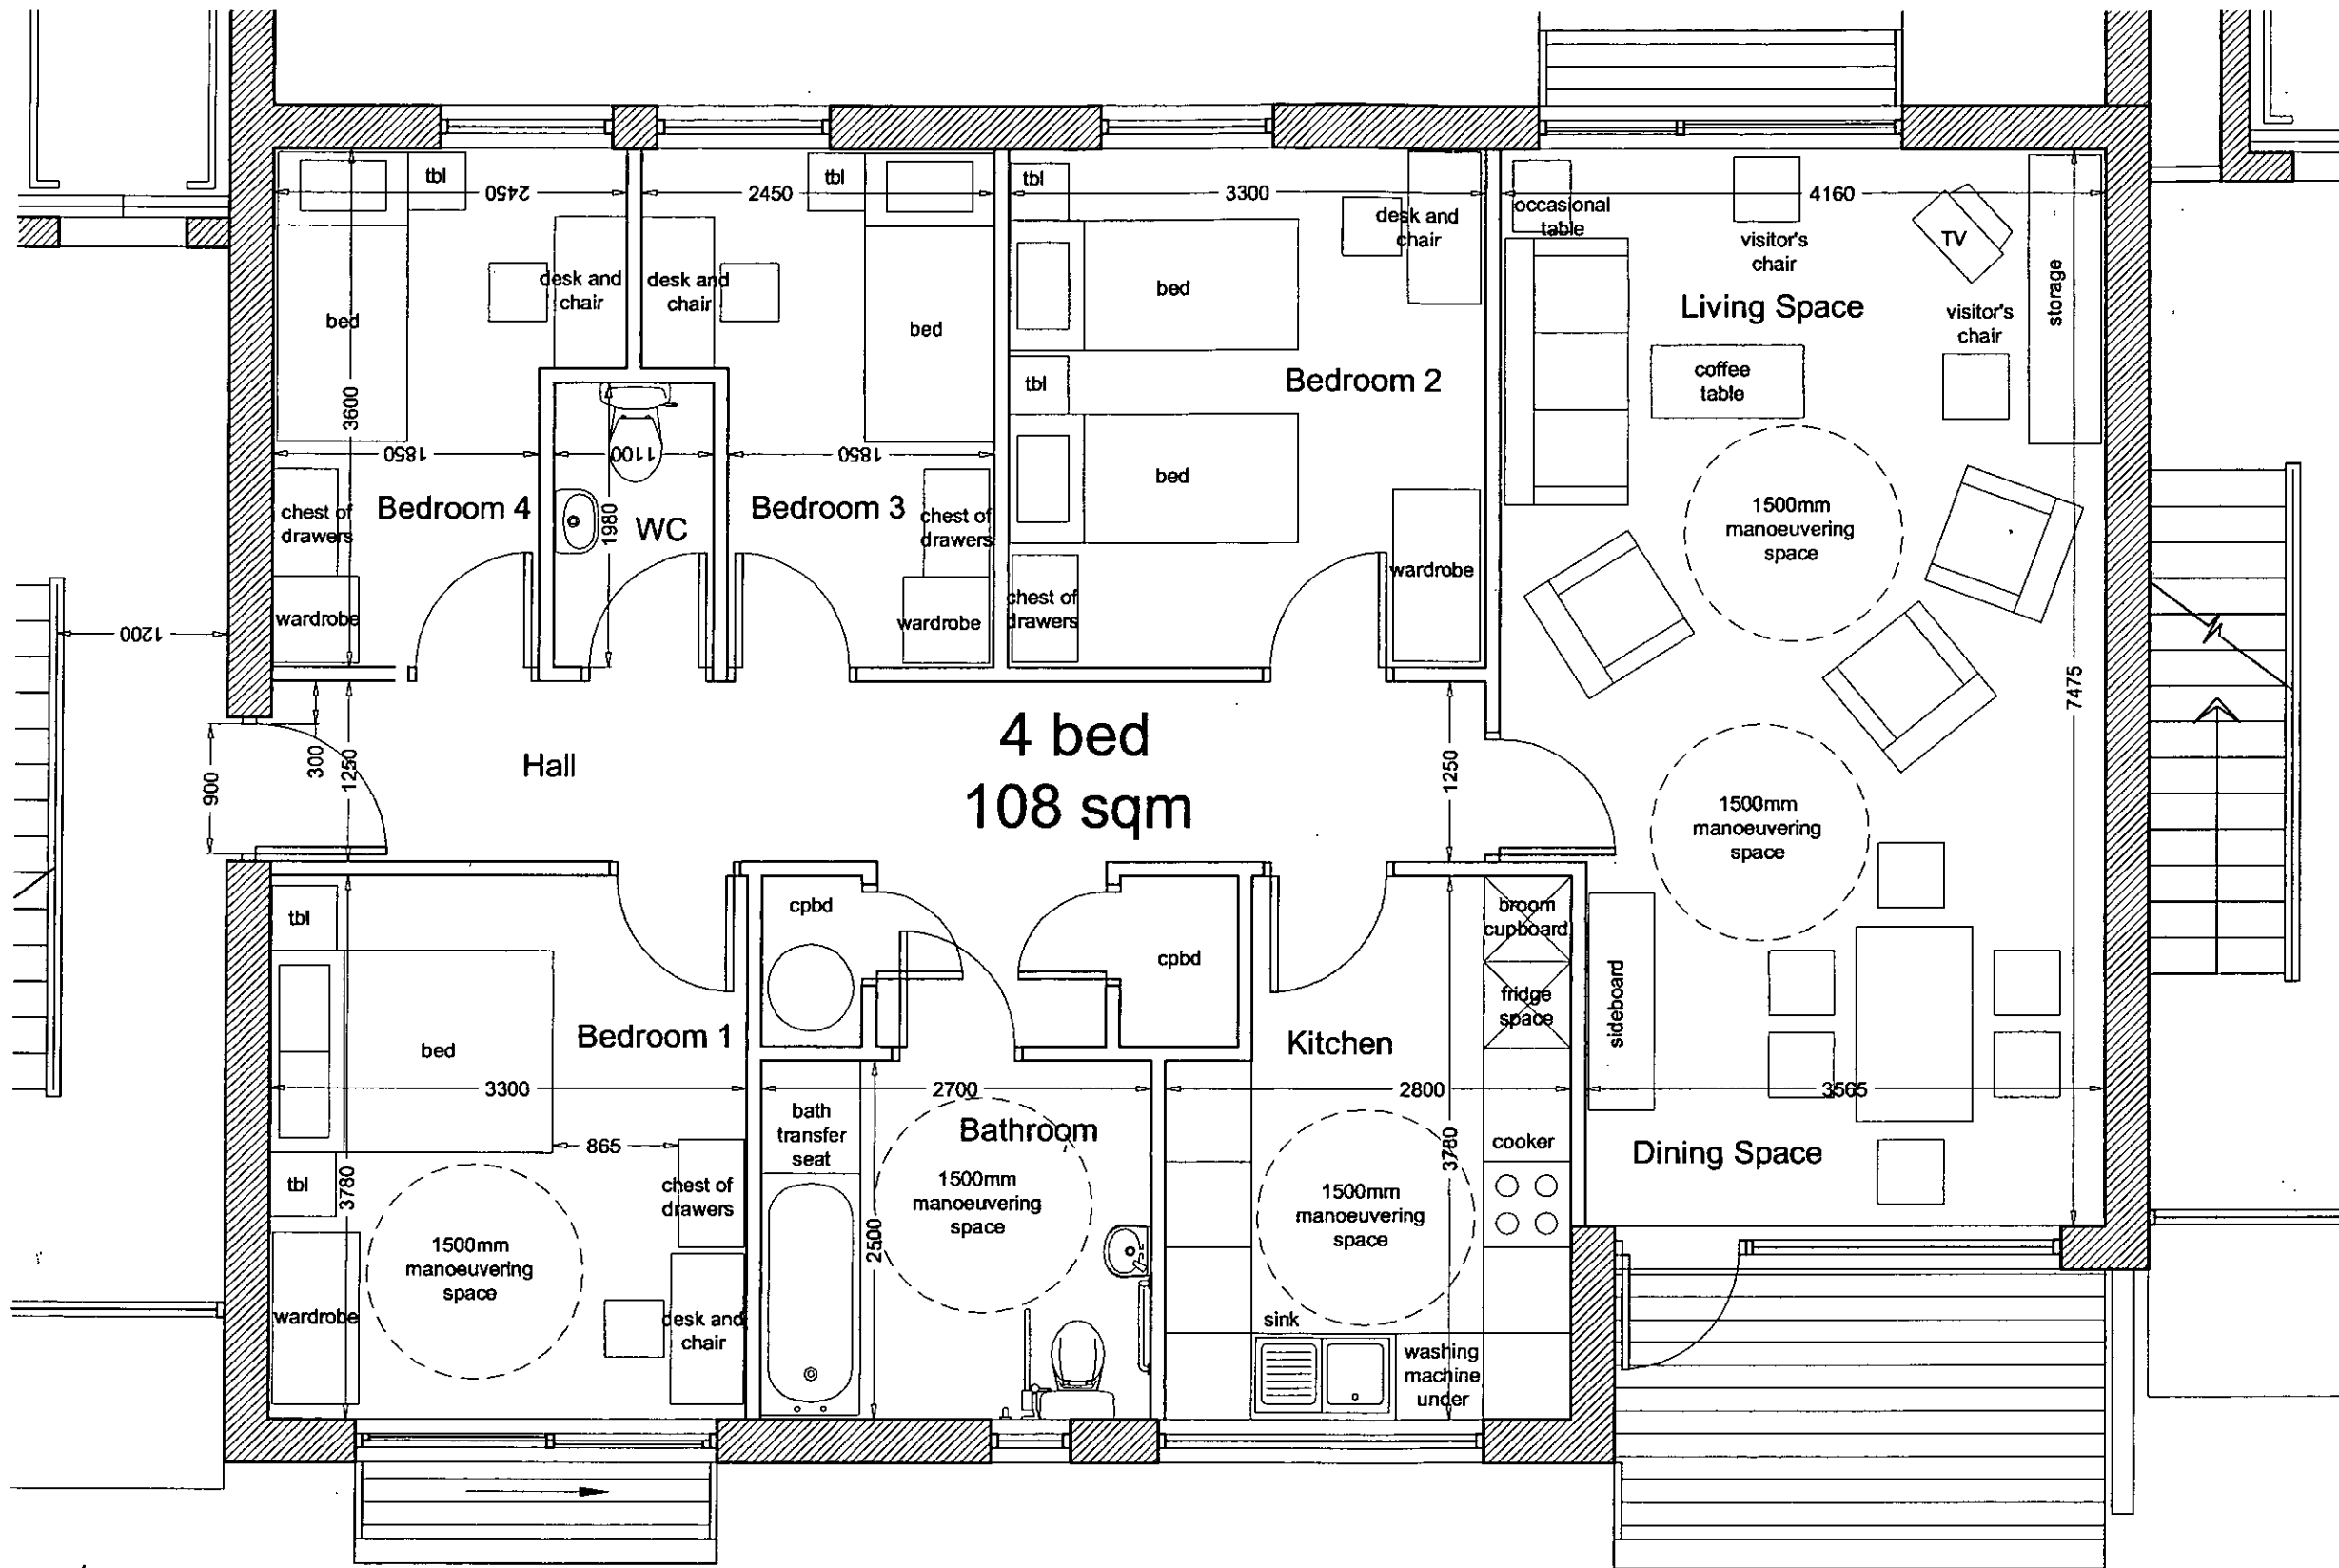 tbl
2450
2450
tbl
tbl
3300
desk and
chair
occasional
table
4160
visitor's
chair
TV
storage
Living Space
visitor's
chair
bed
desk and
chair
desk and
chair
bed
bed
3600
tbl
Bedroom 2
coffee
table
1850
1100
1850
bed
Bedroom 4
chest of
drawers
1980
WC
Bedroom 3
chest of
drawers
1500mm
manoeuvering
space
wardrobe
wardrobe
wardrobe
chest of
drawers
1200
7475
900
300
1250
Hall
4 bed
108 sqm
1250
1500mm
manoeuvering
space
tbl
cpbd
cpbd
broom
cupboard
fridge
space
sideboard
bed
Bedroom 1
Kitchen
3300
2700
2800
3565
865
bath
transfer
seat
Bathroom
3780
cooker
Dining Space
tbl
3780
chest of
drawers
1500mm
manoeuvering
space
2500
1500mm
manoeuvering
space
1500mm
manoeuvering
space
wardrobe
desk and
chair
sink
washing
machine
under